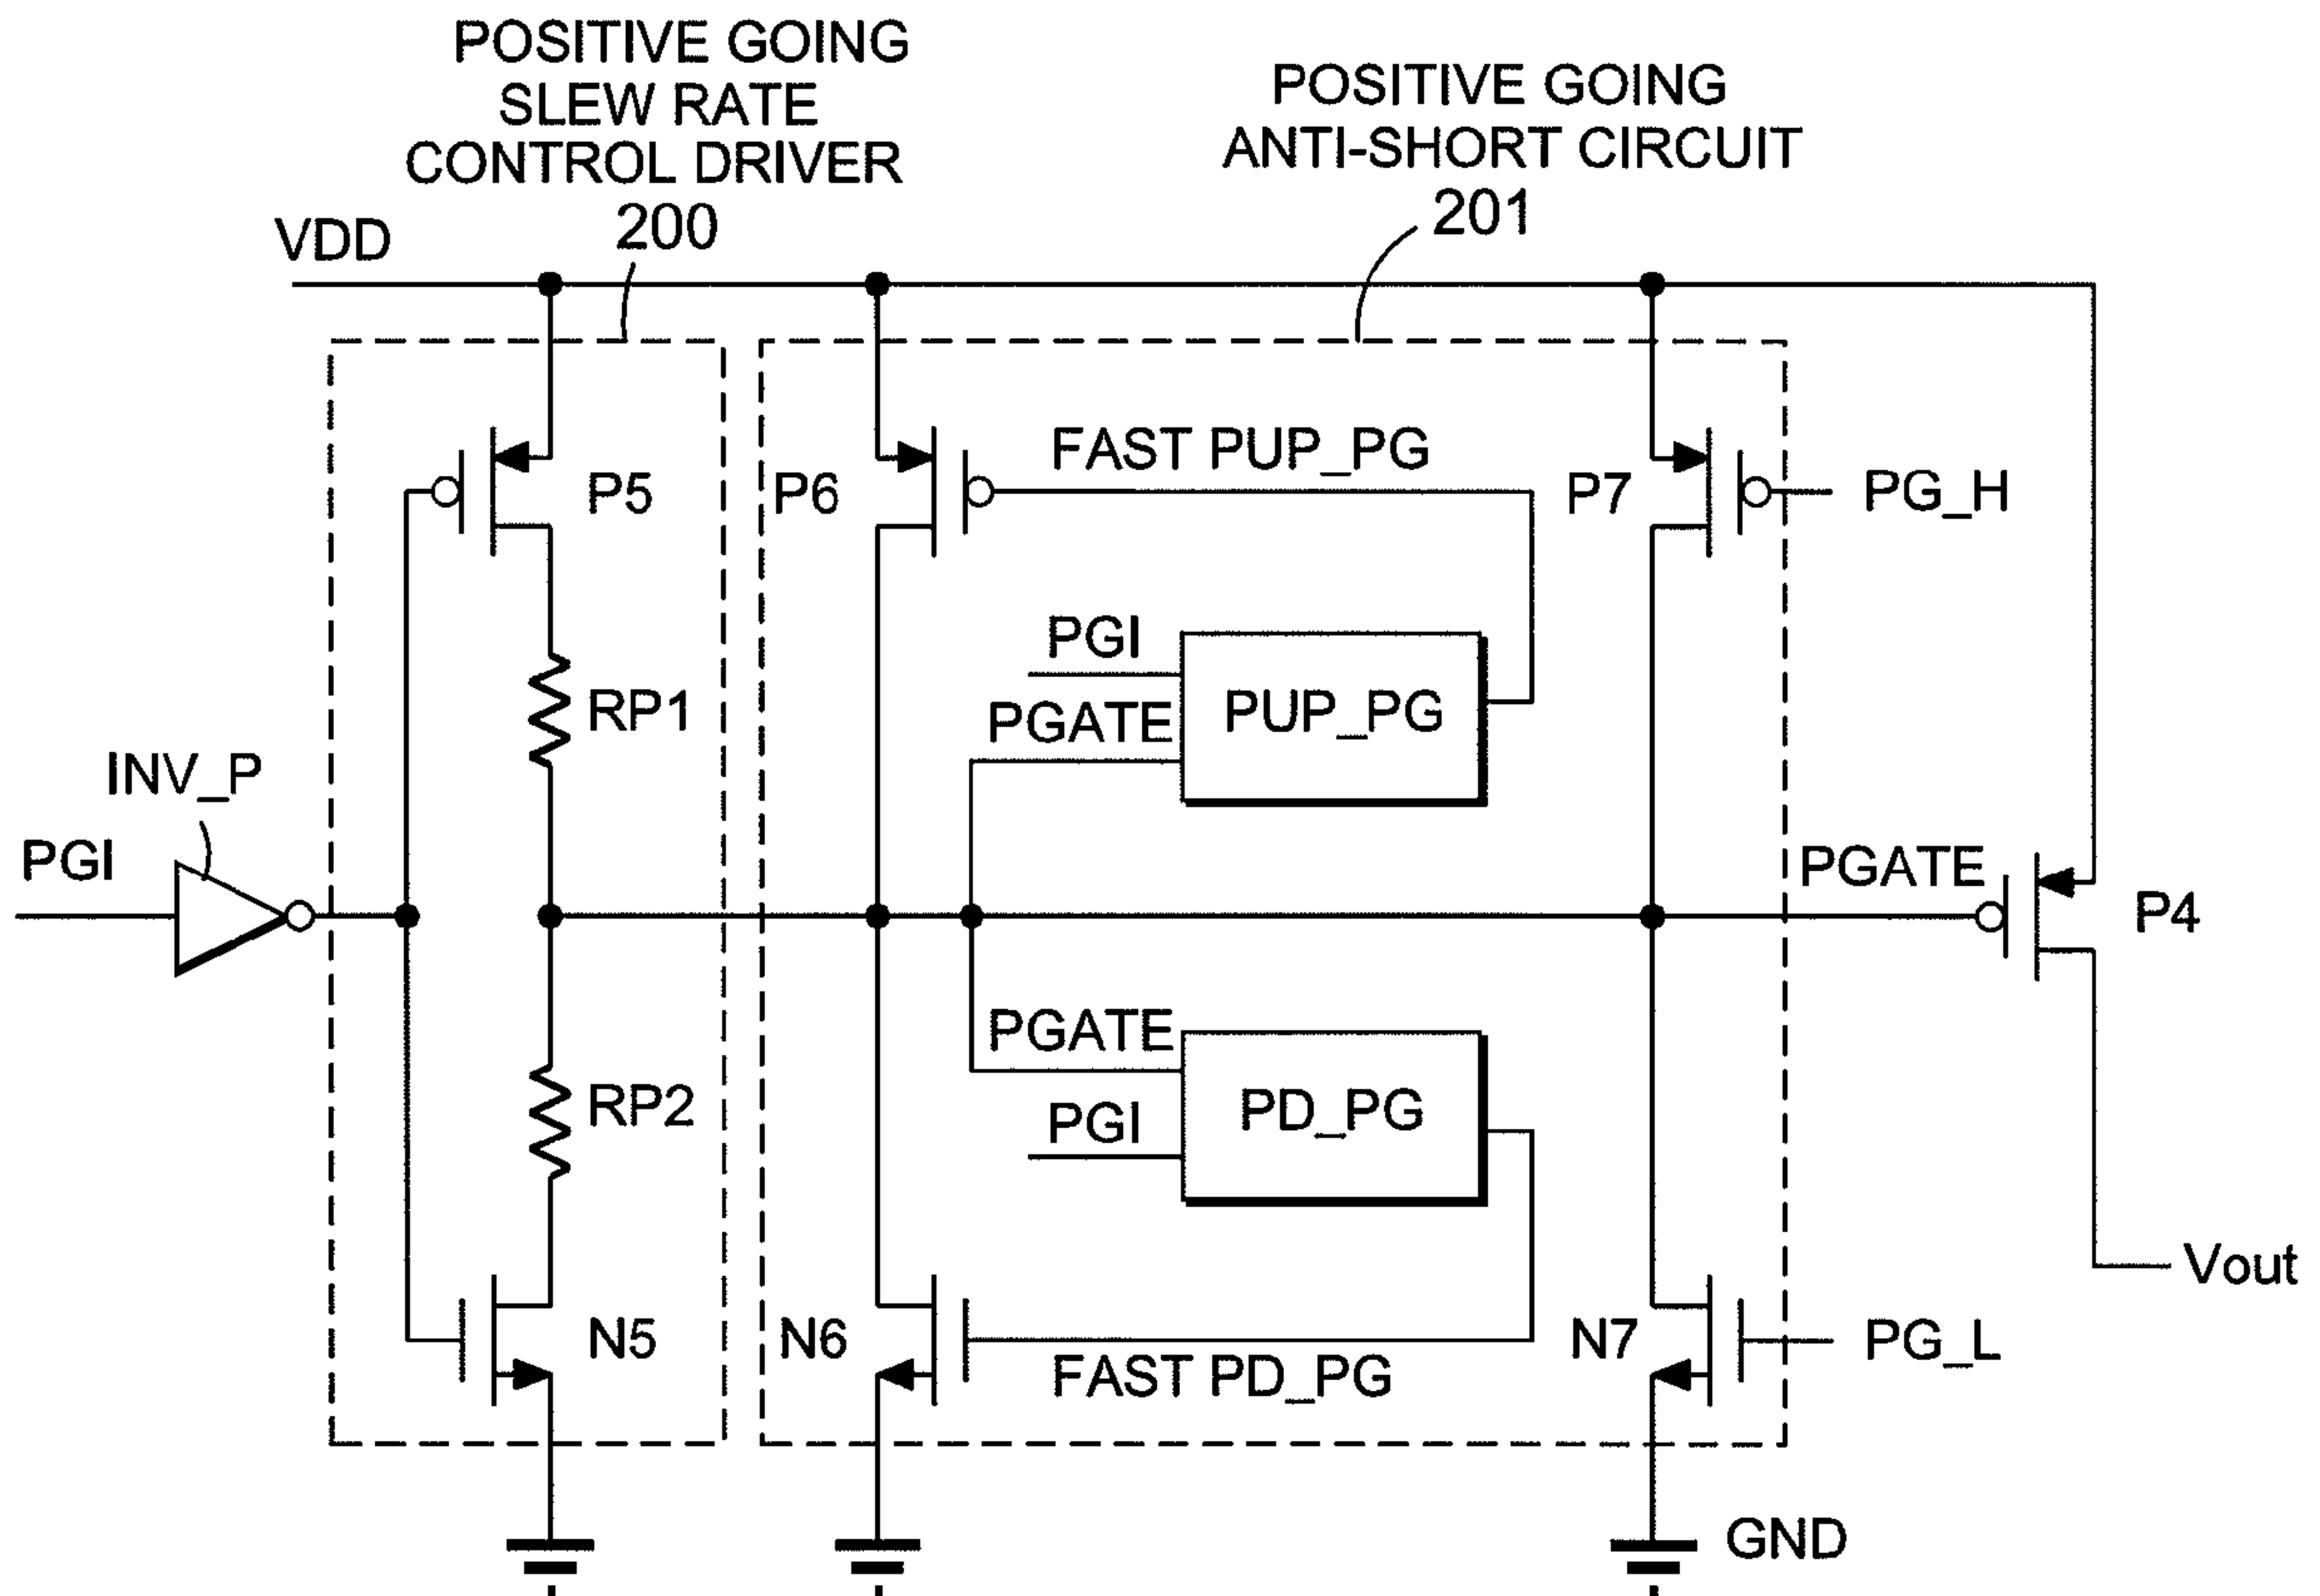 POSITIVE GOING
SLEW RATE
CONTROL DRIVER
200
POSITIVE GOING
ANTI-SHORT CIRCUIT
201
VDD
P5
P6
FAST PUP_PG
P7
PG_H
PGI
PGATE
PUP_PG
RP1
INV_P
PGI
PGATE
P4
PGATE
PGI
PD_PG
RP2
Vout
N5
N6
FAST PD_PG
N7
PG_L
GND